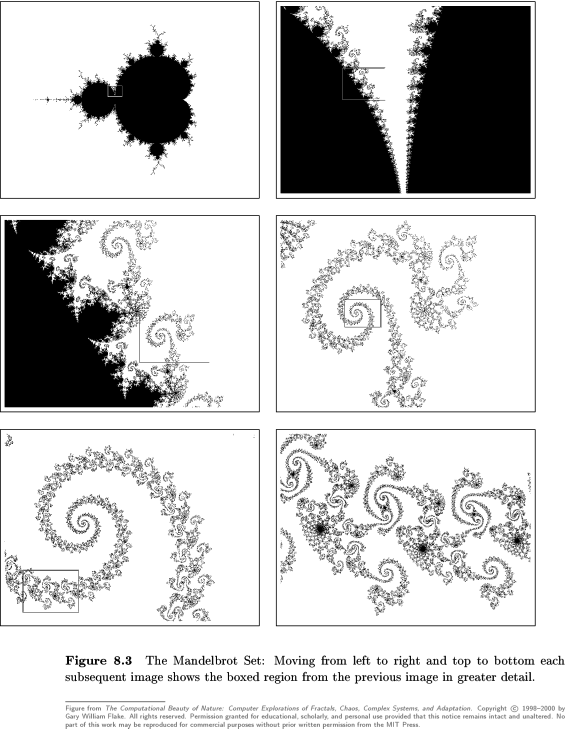 Figure 8.3 The Mandelbrot Set: Moving from left to right and top to bottom each
subsequent image shows the boxed region from the previous image in greater detail.
Figure from The Computational Beauty of Nature: Computer Explorations of Fractals, Chaos, Complex Systems, and Adaptation. Copyright © 1998–2000 by
Gary William Flake. All rights reserved. Permission granted for educational, scholarly, and personal use provided that this notice remains intact and unaltered. No
part of this work may be reproduced for commercial purposes without prior written permission from the MIT Press.